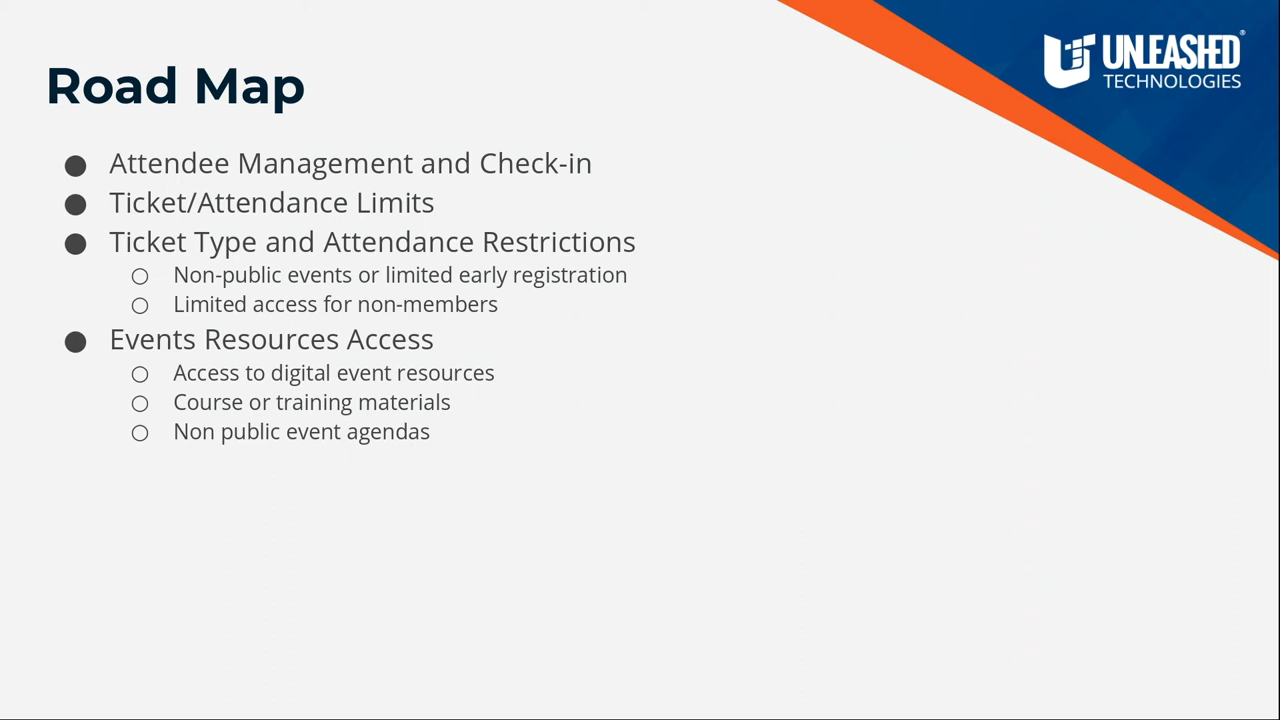 UNLEASHED®
TECHNOLOGIES
Road Map
● Attendee Management and Check-in
● Ticket/Attendance Limits
● Ticket Type and Attendance Restrictions
○ Non-public events or limited early registration
○ Limited access for non-members
● Events Resources Access
○ Access to digital event resources
○ Course or training materials
○ Non public event agendas